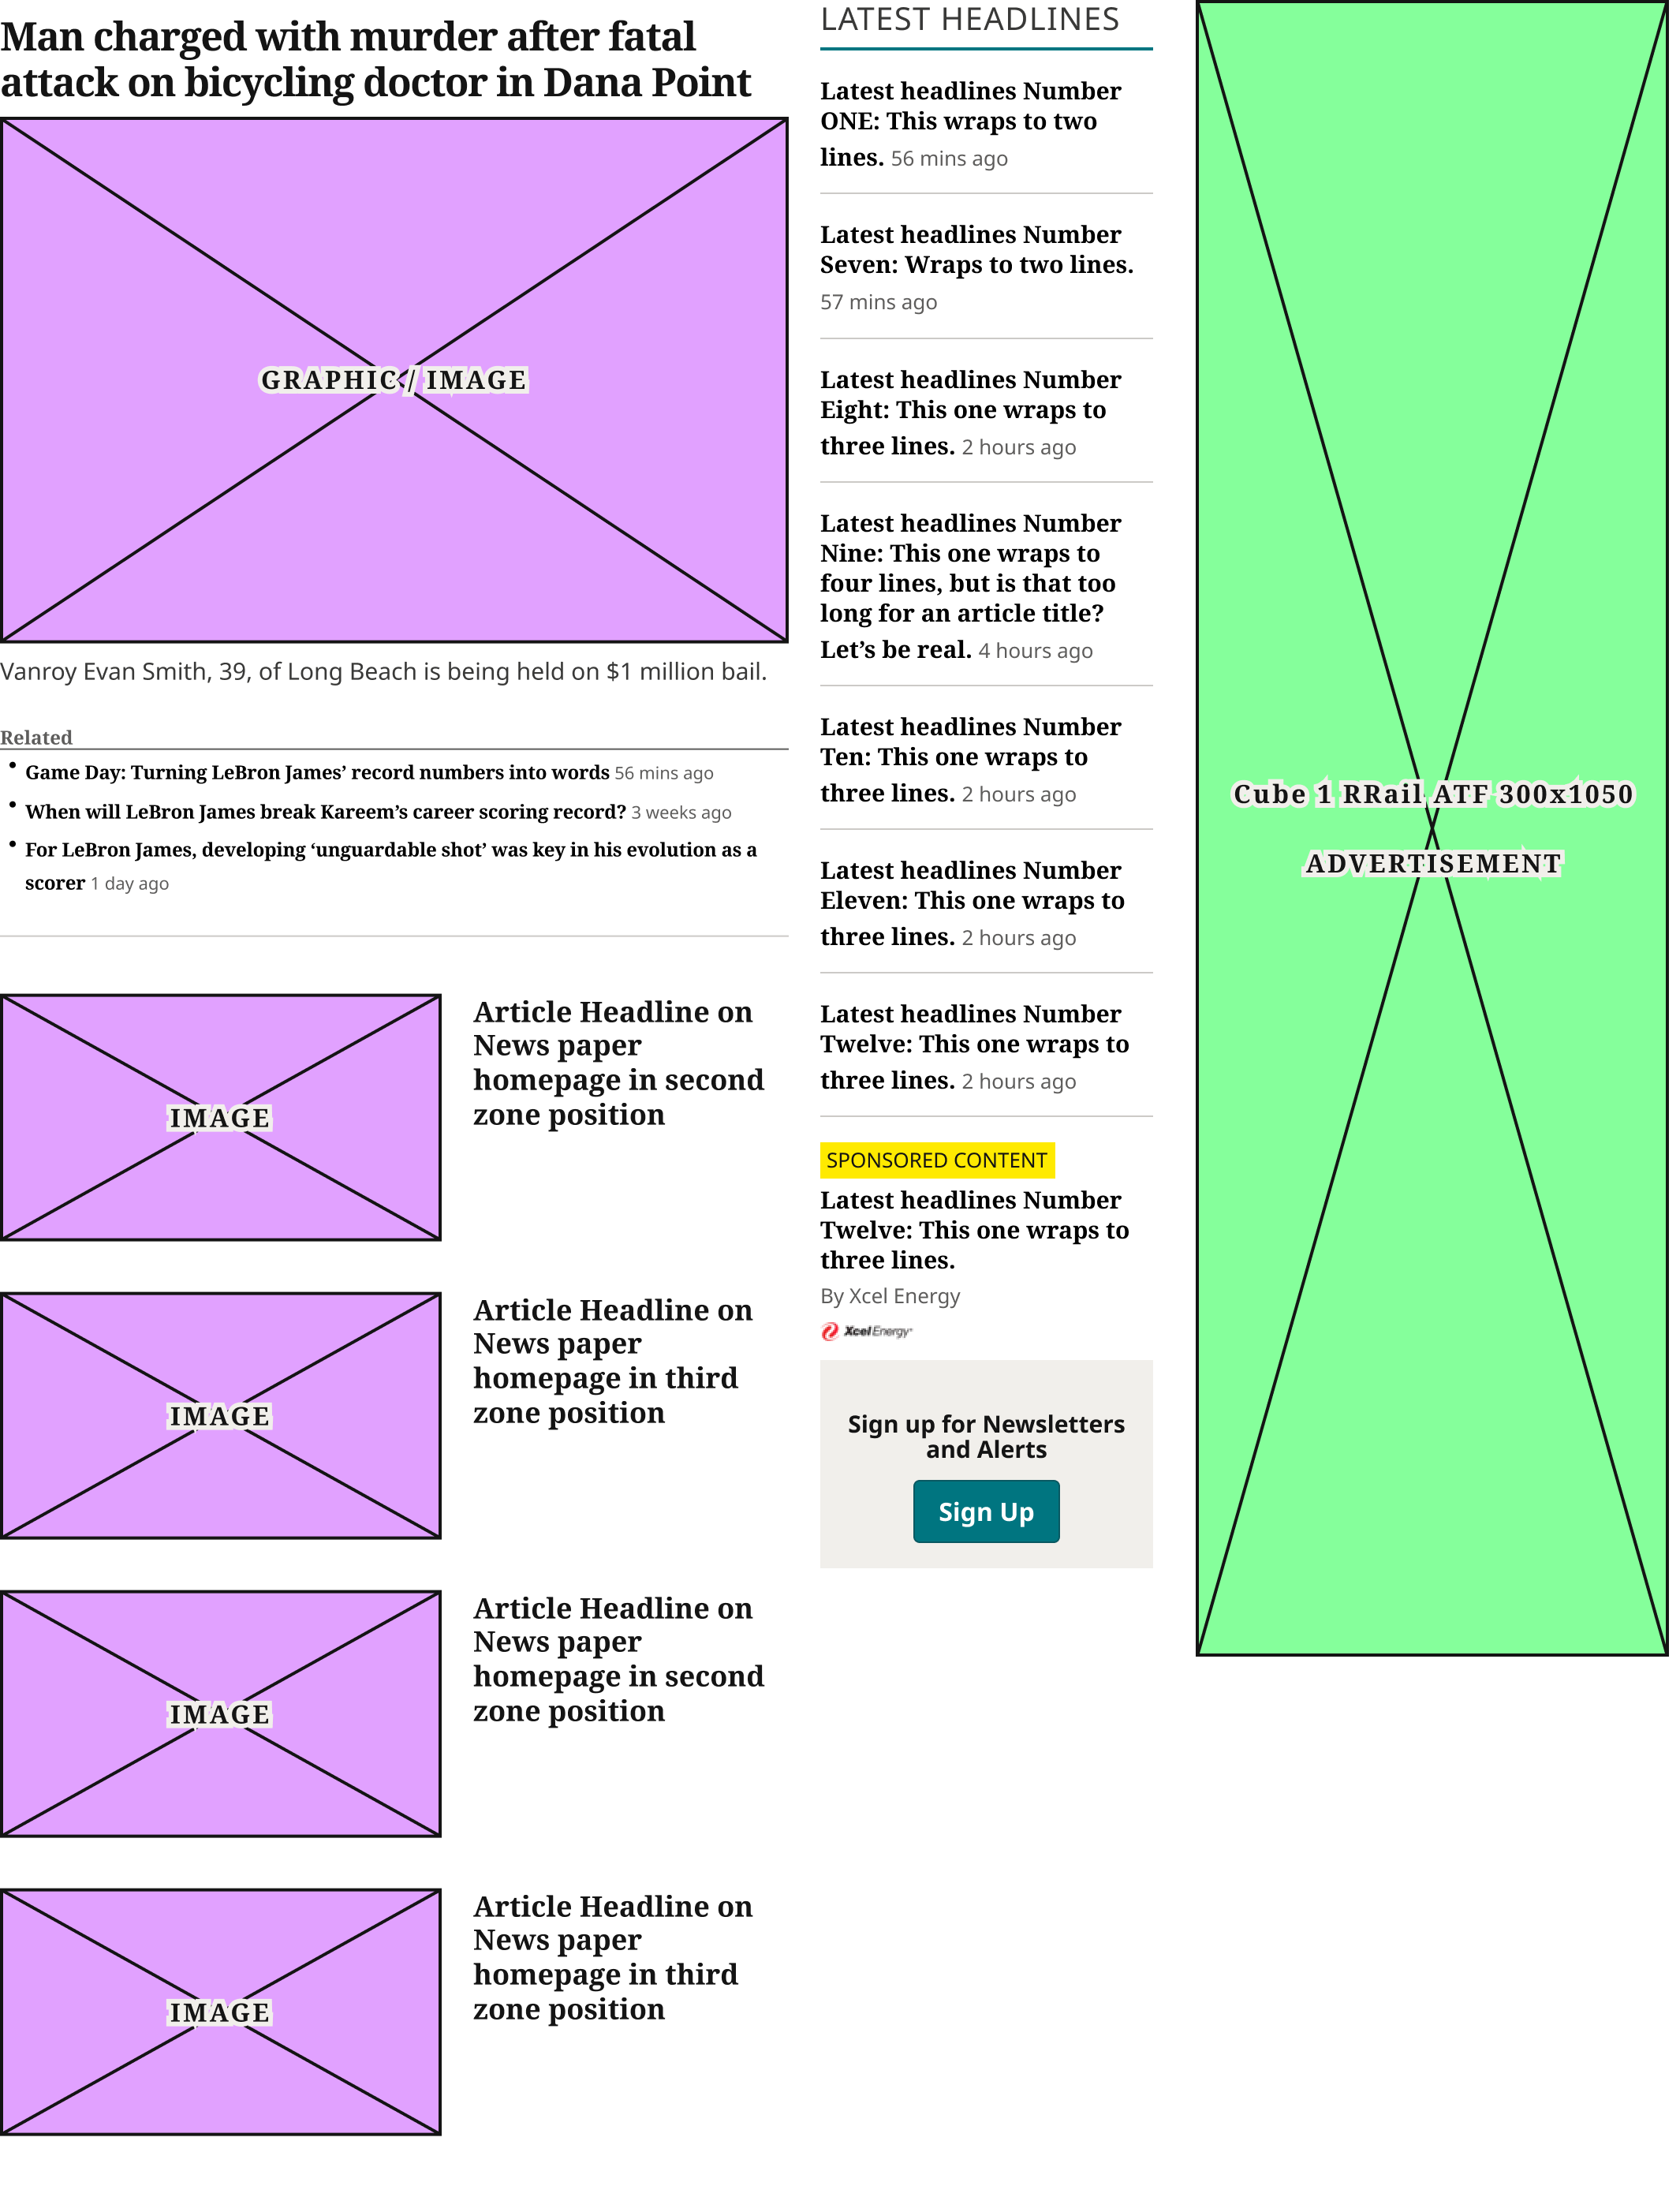 Man charged with murder after fatal
attack on bicycling doctor in Dana Point
GRAPHIC / IMAGE
Vanroy Evan Smith, 39, of Long Beach is being held on $1 million bail.
Related
• Game Day: Turning LeBron James’ record numbers into words 56 mins ago
• When will LeBron James break Kareem’s career scoring record? 3 weeks ago
• For LeBron James, developing ‘unguardable shot’ was key in his evolution as a
scorer 1 day ago
IMAGE
Article Headline on
News paper
homepage in second
zone position
IMAGE
Article Headline on
News paper
homepage in third
zone position
IMAGE
Article Headline on
News paper
homepage in second
zone position
IMAGE
Article Headline on
News paper
homepage in third
zone position
LATEST HEADLINES
Latest headlines Number
ONE: This wraps to two
lines. 56 mins ago
Latest headlines Number
Seven: Wraps to two lines.
57 mins ago
Latest headlines Number
Eight: This one wraps to
three lines. 2 hours ago
Latest headlines Number
Nine: This one wraps to
four lines, but is that too
long for an article title?
Let’s be real. 4 hours ago
Latest headlines Number
Ten: This one wraps to
three lines. 2 hours ago
Latest headlines Number
Eleven: This one wraps to
three lines. 2 hours ago
Latest headlines Number
Twelve: This one wraps to
three lines. 2 hours ago
SPONSORED CONTENT
Latest headlines Number
Twelve: This one wraps to
three lines.
By Xcel Energy
Xcel Energy
Sign up for Newsletters
and Alerts
Sign Up
Cube 1 RRail ATF 300x1050
ADVERTISEMENT